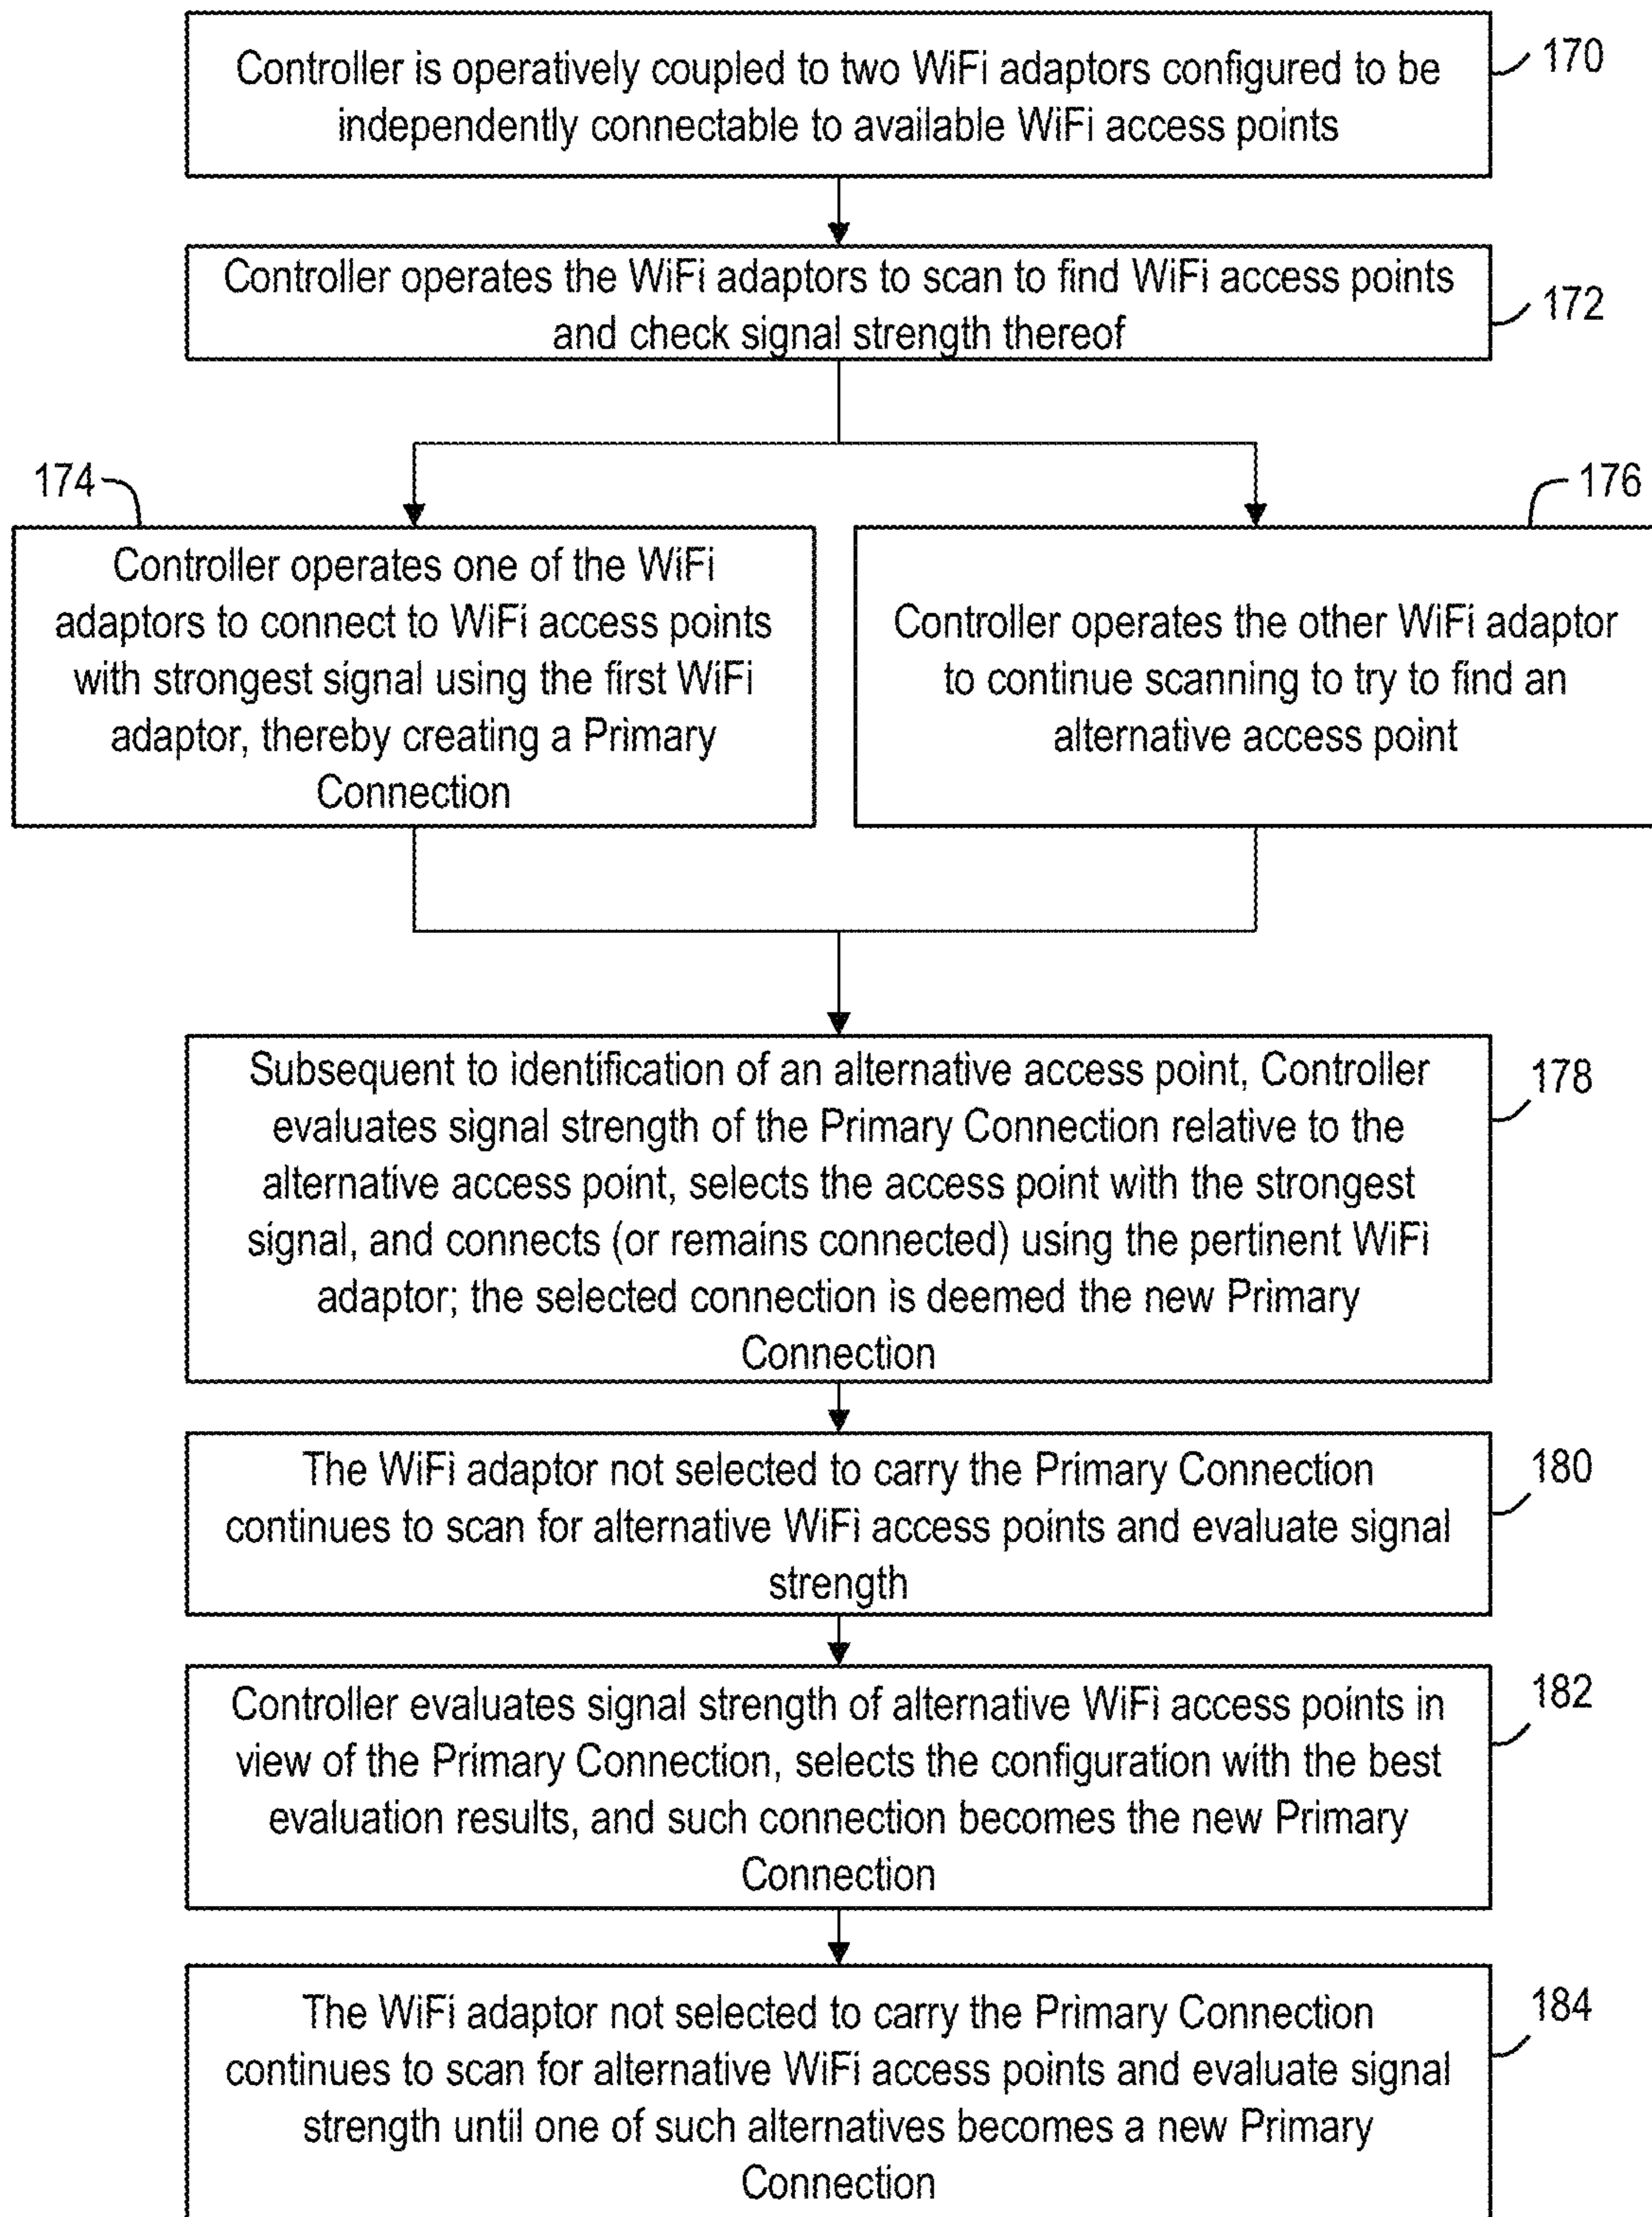 Controller is operatively coupled to two WiFi adaptors configured to be
independently connectable to available WiFi access points
170
Controller operates the WiFi adaptors to scan to find WiFi access points
and check signal strength thereof
172
174
Controller operates one of the WiFi
adaptors to connect to WiFi access points
with strongest signal using the first WiFi
adaptor, thereby creating a Primary
Connection
176
Controller operates the other WiFi adaptor
to continue scanning to try to find an
alternative access point
Subsequent to identification of an alternative access point, Controller
evaluates signal strength of the Primary Connection relative to the
alternative access point, selects the access point with the strongest
signal, and connects (or remains connected) using the pertinent WiFi
adaptor; the selected connection is deemed the new Primary
Connection
178
The WiFi adaptor not selected to carry the Primary Connection
continues to scan for alternative WiFi access points and evaluate signal
strength
180
Controller evaluates signal strength of alternative WiFi access points in
view of the Primary Connection, selects the configuration with the best
evaluation results, and such connection becomes the new Primary
Connection
182
The WiFi adaptor not selected to carry the Primary Connection
continues to scan for alternative WiFi access points and evaluate signal
strength until one of such alternatives becomes a new Primary
Connection
184